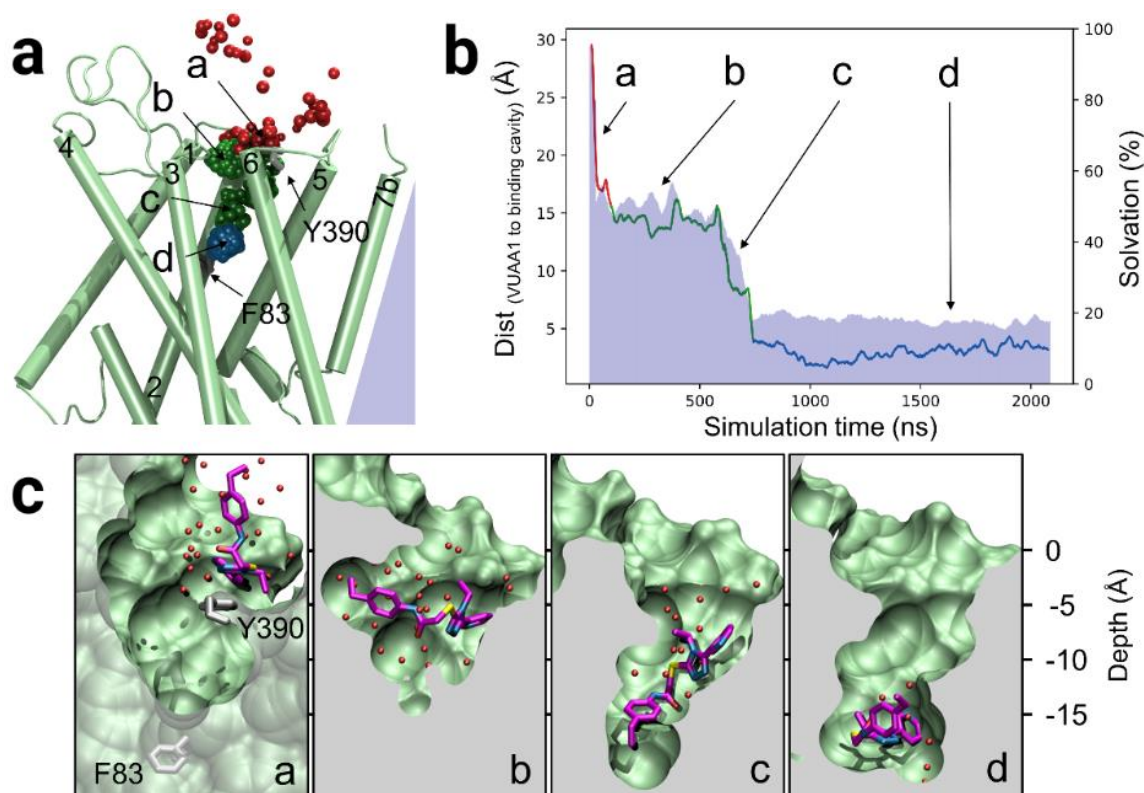 a
a
b
c
d
4
1
3
6
5
7b
2
Y390
F83
b
Dist (VUAA1 to binding cavity) (Å)
30
25
20
15
10
5
a
b
c
d
100
80
60
40
20
0
Solvation (%)
0
500
1000
1500
2000
Simulation time (ns)
c
Y390
F83
a
b
c
d
0
-5
-10
-15
Depth (Å)